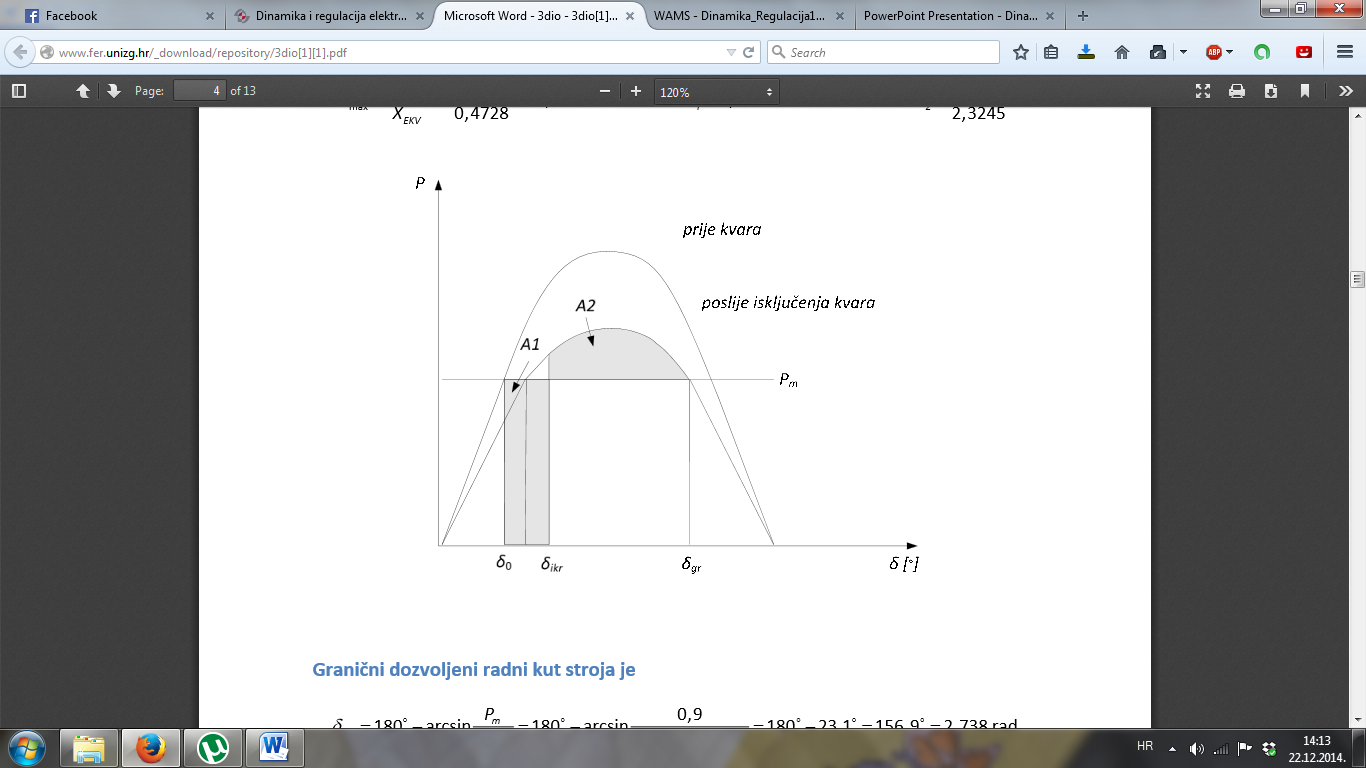 Facebook
Dinamika i regulacija elektr...
Microsoft Word - 3dio - 3dio[1]...
WAMS - Dinamika_Regulacija1...
PowerPoint Presentation - Dina...
www.fer.unizg.hr/_download/repository/3dio[1][1].pdf
Search
ABP
Page: 4 of 13
120%
max X_EKV 0,4728 2 2,3245
P
prije kvara
poslije isključenja kvara
A2
A1
P_m
δ_0 δ_ikr δ_gr δ [°]
Granični dozvoljeni radni kut stroja je
P_m 0,9
δ =180° − arcsin =180° − arcsin =180° − 23,1° =156,9° =2,738 rad
HR 14:13
22.12.2014.